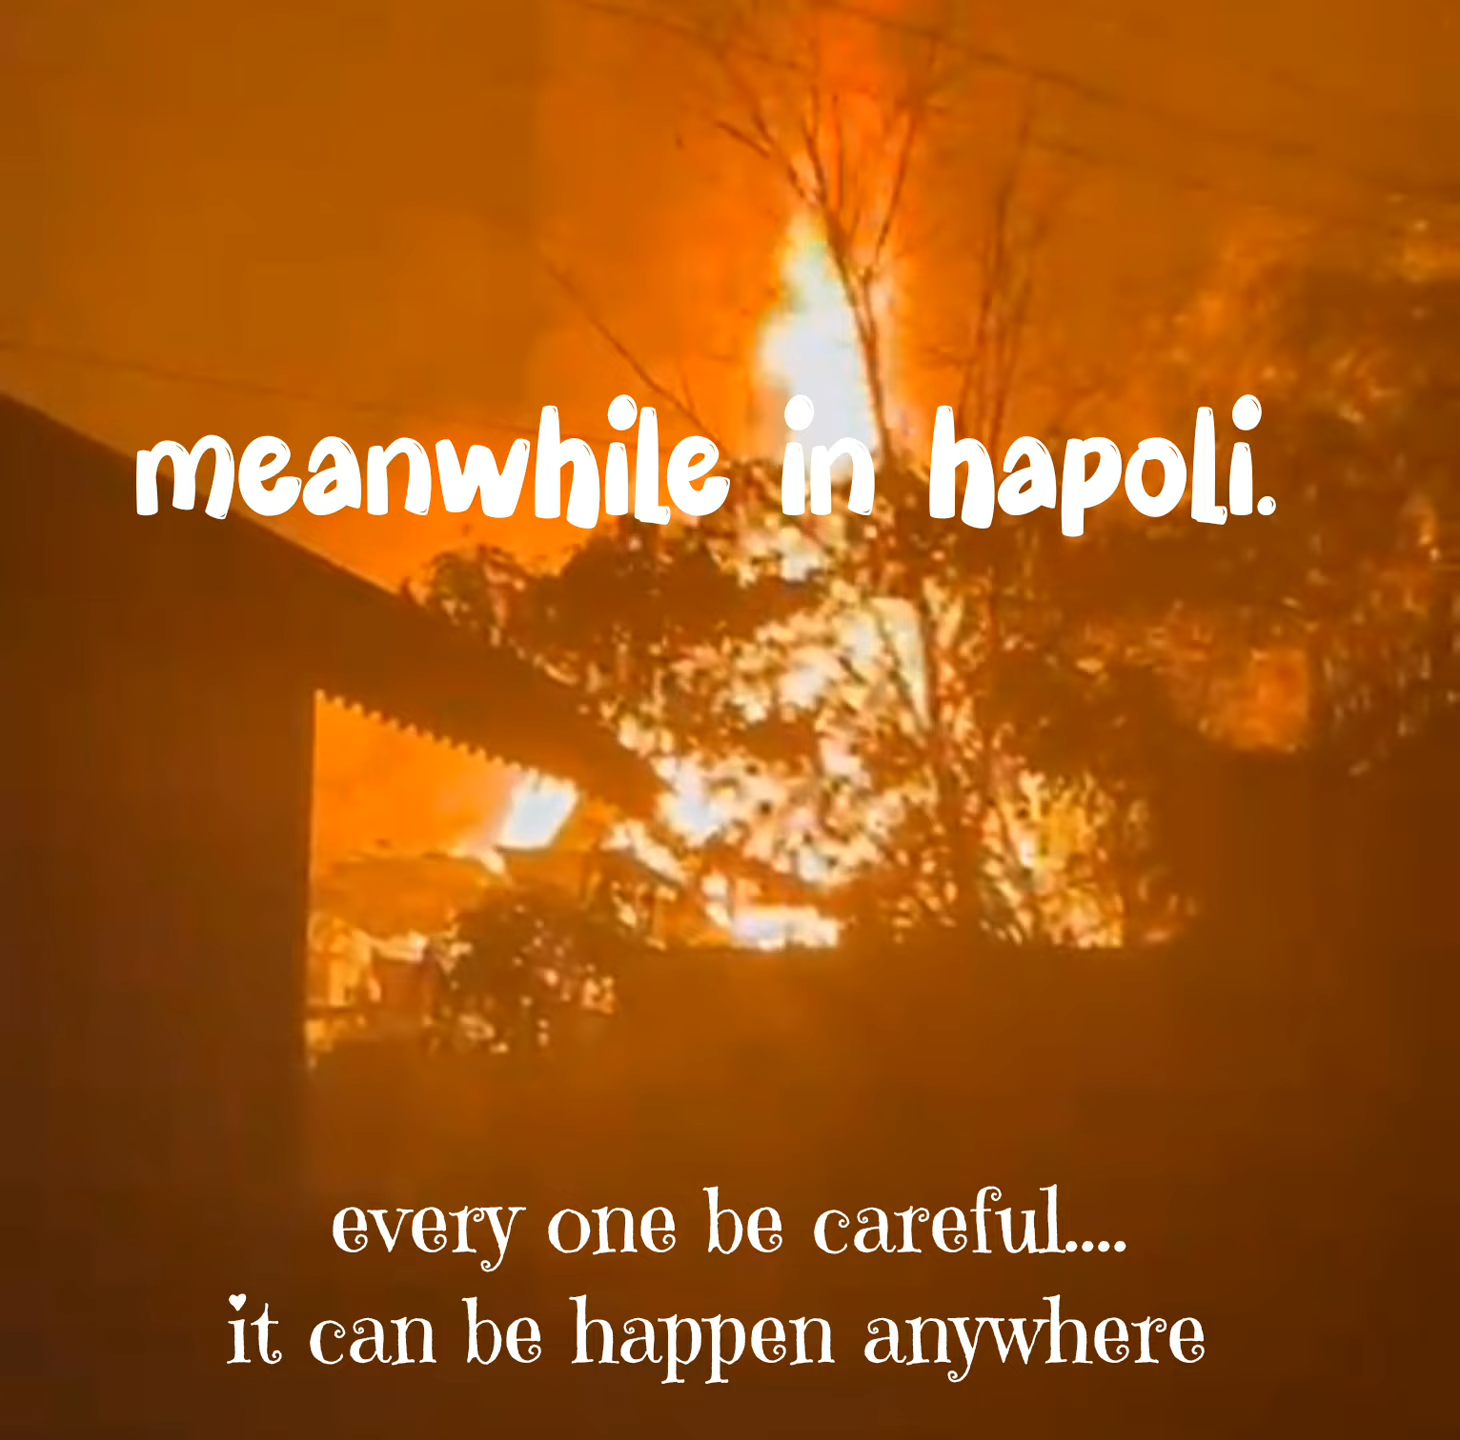 meanwhile in hapoli.
every one be careful....
it can be happen anywhere